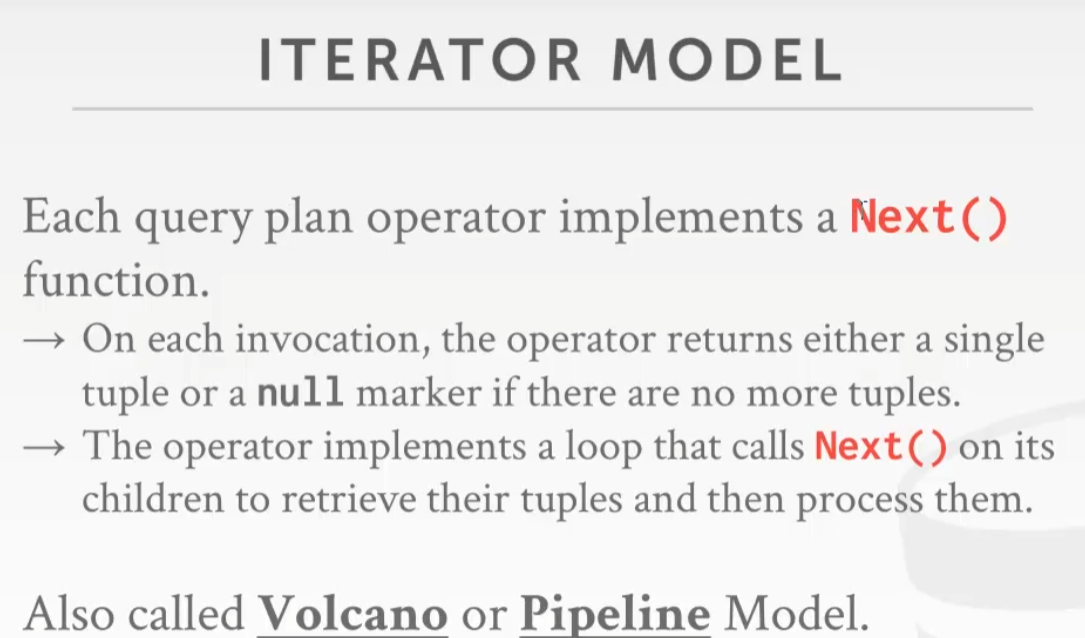 ITERATOR MODEL
Each query plan operator implements a Next()
function.
→ On each invocation, the operator returns either a single
tuple or a null marker if there are no more tuples.
→ The operator implements a loop that calls Next() on its
children to retrieve their tuples and then process them.
Also called Volcano or Pipeline Model.